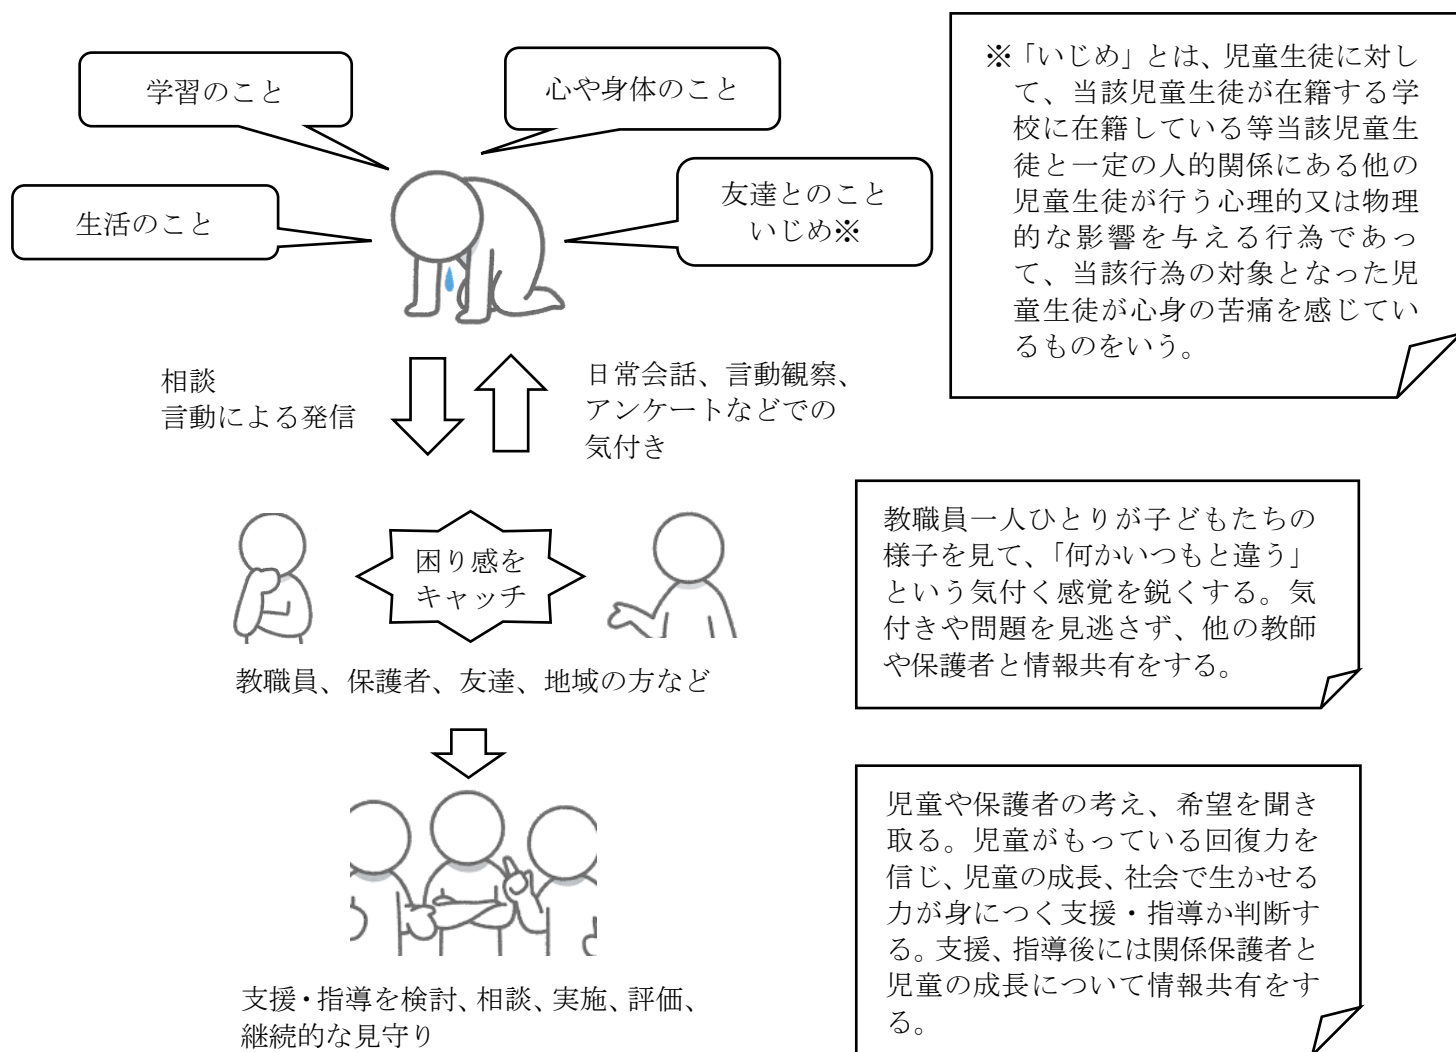 学習のこと
心や身体のこと
生活のこと
友達とのこと
いじめ※
※「いじめ」とは、児童生徒に対し
て、当該児童生徒が在籍する学
校に在籍している等当該児童生
徒と一定の人的関係にある他の
児童生徒が行う心理的又は物理
的な影響を与える行為であっ
て、当該行為の対象となった児
童生徒が心身の苦痛を感じてい
るものをいう。
相談
言動による発信
日常会話、言動観察、
アンケートなどでの
気付き
困り感を
キャッチ
教職員、保護者、友達、地域の方など
教職員一人ひとりが子どもたちの
様子を見て、「何かいつもと違う」
という気付く感覚を鋭くする。気
付きや問題を見逃さず、他の教師
や保護者と情報共有をする。
支援・指導を検討、相談、実施、評価、
継続的な見守り
児童や保護者の考え、希望を聞き
取る。児童がもっている回復力を
信じ、児童の成長、社会で生かせる
力が身につく支援・指導か判断す
る。支援、指導後には関係保護者と
児童の成長について情報共有をす
る。